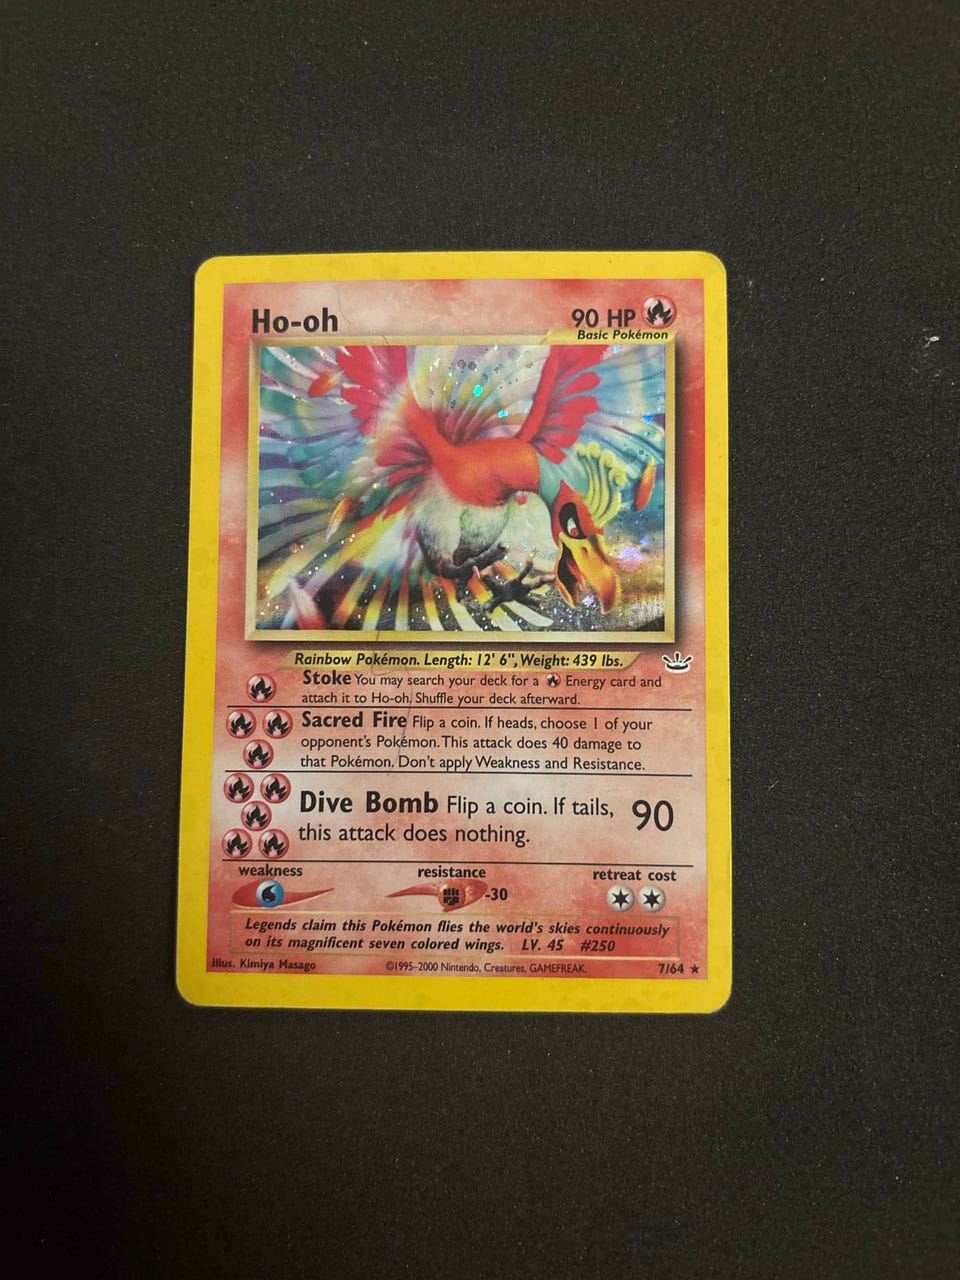 Ho-oh
90 HP
Basic Pokémon
Rainbow Pokémon. Length: 12' 6", Weight: 439 lbs.
Stoke You may search your deck for a Energy card and
attach it to Ho-oh. Shuffle your deck afterward.
Sacred Fire Flip a coin. If heads, choose 1 of your
opponent's Pokémon. This attack does 40 damage to
that Pokémon. Don't apply Weakness and Resistance.
Dive Bomb Flip a coin. If tails,
this attack does nothing.
90
weakness
resistance
retreat cost
-30
Legends claim this Pokémon flies the world's skies continuously
on its magnificent seven colored wings. LV. 45 #250
Illus. Kimiya Masago
©1995-2000 Nintendo, Creatures, GAMEFREAK.
7/64 ★